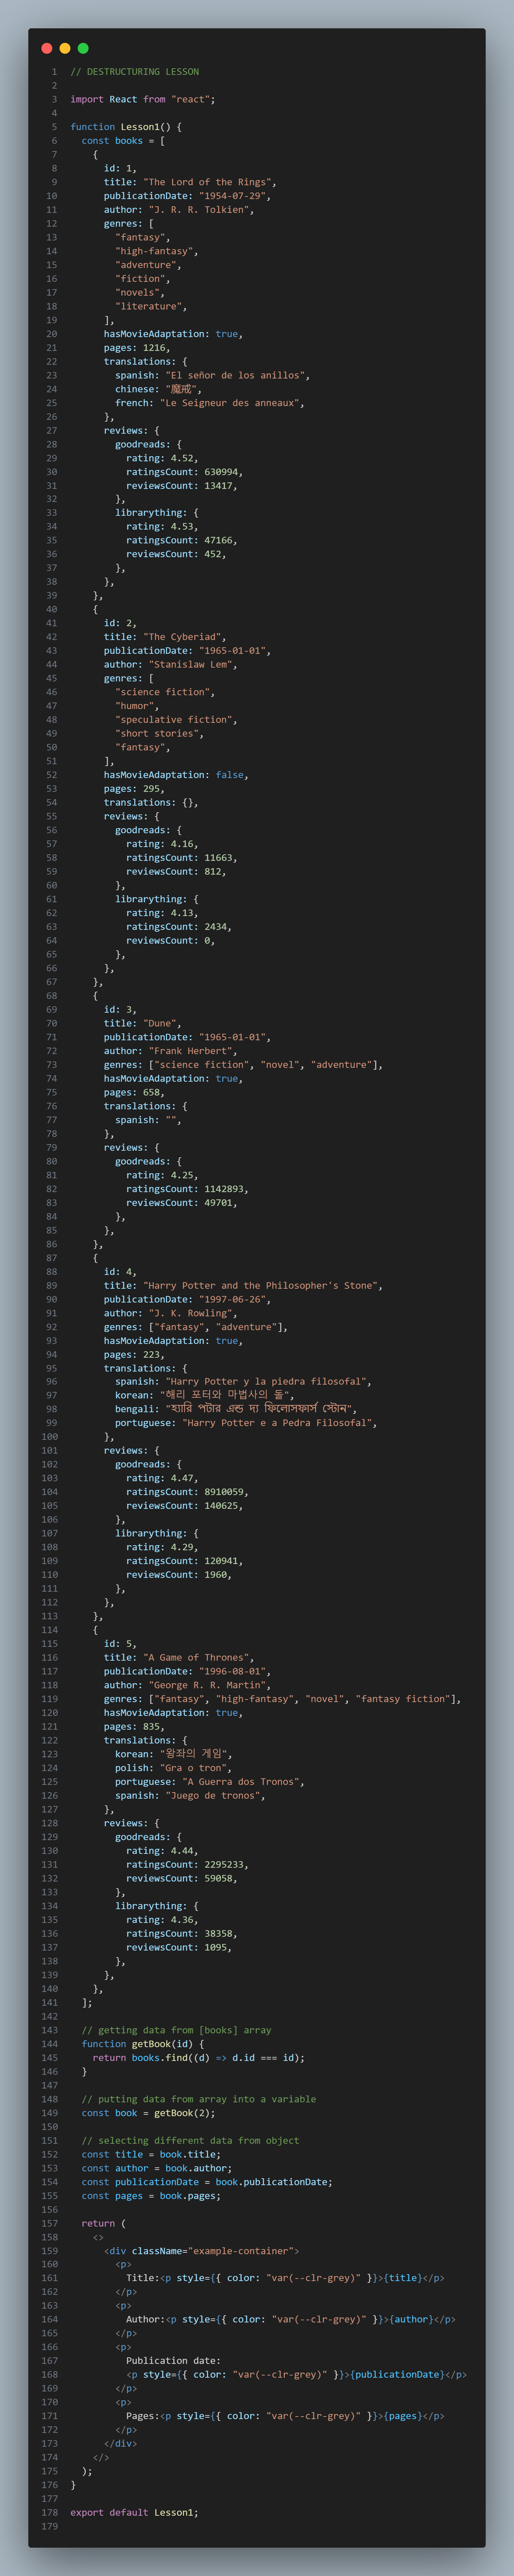 1 // DESTRUCTURING LESSON
2
3 import React from "react";
4
5 function Lesson1() {
6   const books = [
7     {
8       id: 1,
9       title: "The Lord of the Rings",
10       publicationDate: "1954-07-29",
11       author: "J. R. R. Tolkien",
12       genres: [
13         "fantasy",
14         "high-fantasy",
15         "adventure",
16         "fiction",
17         "novels",
18         "literature",
19       ],
20       hasMovieAdaptation: true,
21       pages: 1216,
22       translations: {
23         spanish: "El señor de los anillos",
24         chinese: "魔戒",
25         french: "Le Seigneur des anneaux",
26       },
27       reviews: {
28         goodreads: {
29           rating: 4.52,
30           ratingsCount: 630994,
31           reviewsCount: 13417,
32         },
33         librarything: {
34           rating: 4.53,
35           ratingsCount: 47166,
36           reviewsCount: 452,
37         },
38       },
39     },
40     {
41       id: 2,
42       title: "The Cyberiad",
43       publicationDate: "1965-01-01",
44       author: "Stanislaw Lem",
45       genres: [
46         "science fiction",
47         "humor",
48         "speculative fiction",
49         "short stories",
50         "fantasy",
51       ],
52       hasMovieAdaptation: false,
53       pages: 295,
54       translations: {},
55       reviews: {
56         goodreads: {
57           rating: 4.16,
58           ratingsCount: 11663,
59           reviewsCount: 812,
60         },
61         librarything: {
62           rating: 4.13,
63           ratingsCount: 2434,
64           reviewsCount: 0,
65         },
66       },
67     },
68     {
69       id: 3,
70       title: "Dune",
71       publicationDate: "1965-01-01",
72       author: "Frank Herbert",
73       genres: ["science fiction", "novel", "adventure"],
74       hasMovieAdaptation: true,
75       pages: 658,
76       translations: {
77         spanish: "",
78       },
79       reviews: {
80         goodreads: {
81           rating: 4.25,
82           ratingsCount: 1142893,
83           reviewsCount: 49701,
84         },
85       },
86     },
87     {
88       id: 4,
89       title: "Harry Potter and the Philosopher's Stone",
90       publicationDate: "1997-06-26",
91       author: "J. K. Rowling",
92       genres: ["fantasy", "adventure"],
93       hasMovieAdaptation: true,
94       pages: 223,
95       translations: {
96         spanish: "Harry Potter y la piedra filosofal",
97         korean: "해리 포터와 마법사의 돌",
98         bengali: "হ্যারি পটার এন্ড দ্য ফিলোসফার্স স্টোন",
99         portuguese: "Harry Potter e a Pedra Filosofal",
100       },
101       reviews: {
102         goodreads: {
103           rating: 4.47,
104           ratingsCount: 8910059,
105           reviewsCount: 140625,
106         },
107         librarything: {
108           rating: 4.29,
109           ratingsCount: 120941,
110           reviewsCount: 1960,
111         },
112       },
113     },
114     {
115       id: 5,
116       title: "A Game of Thrones",
117       publicationDate: "1996-08-01",
118       author: "George R. R. Martin",
119       genres: ["fantasy", "high-fantasy", "novel", "fantasy fiction"],
120       hasMovieAdaptation: true,
121       pages: 835,
122       translations: {
123         korean: "왕좌의 게임",
124         polish: "Gra o tron",
125         portuguese: "A Guerra dos Tronos",
126         spanish: "Juego de tronos",
127       },
128       reviews: {
129         goodreads: {
130           rating: 4.44,
131           ratingsCount: 2295233,
132           reviewsCount: 59058,
133         },
134         librarything: {
135           rating: 4.36,
136           ratingsCount: 38358,
137           reviewsCount: 1095,
138         },
139       },
140     },
141   ];
142
143   // getting data from [books] array
144   function getBook(id) {
145     return books.find((d) => d.id === id);
146   }
147
148   // putting data from array into a variable
149   const book = getBook(2);
150
151   // selecting different data from object
152   const title = book.title;
153   const author = book.author;
154   const publicationDate = book.publicationDate;
155   const pages = book.pages;
156
157   return (
158     <>
159       <div className="example-container">
160         <p>
161           Title:<p style={{ color: "var(--clr-grey)" }}>{title}</p>
162         </p>
163         <p>
164           Author:<p style={{ color: "var(--clr-grey)" }}>{author}</p>
165         </p>
166         <p>
167           Publication date:
168           <p style={{ color: "var(--clr-grey)" }}>{publicationDate}</p>
169         </p>
170         <p>
171           Pages:<p style={{ color: "var(--clr-grey)" }}>{pages}</p>
172         </p>
173       </div>
174     </>
175   );
176 }
177
178 export default Lesson1;
179